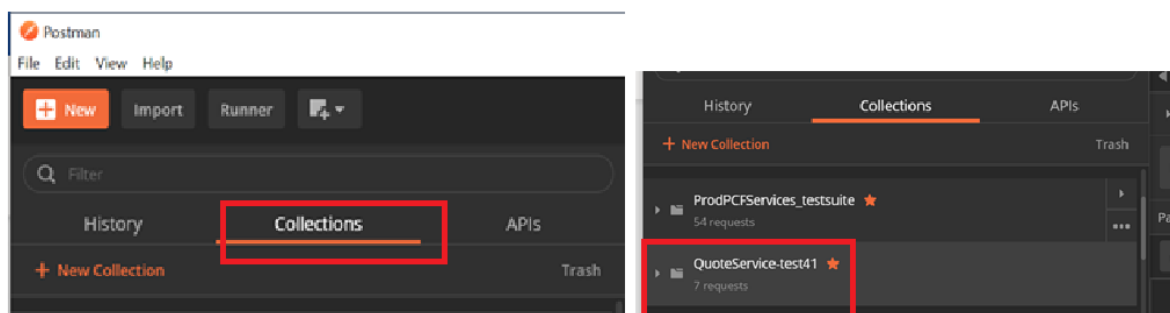 Postman
File Edit View Help
New Import Runner
Filter
History Collections APIs
+ New Collection Trash
History Collections APIs
+ New Collection Trash
ProdPCFServices_testsuite
54 requests
QuoteService-test41
7 requests
Pa